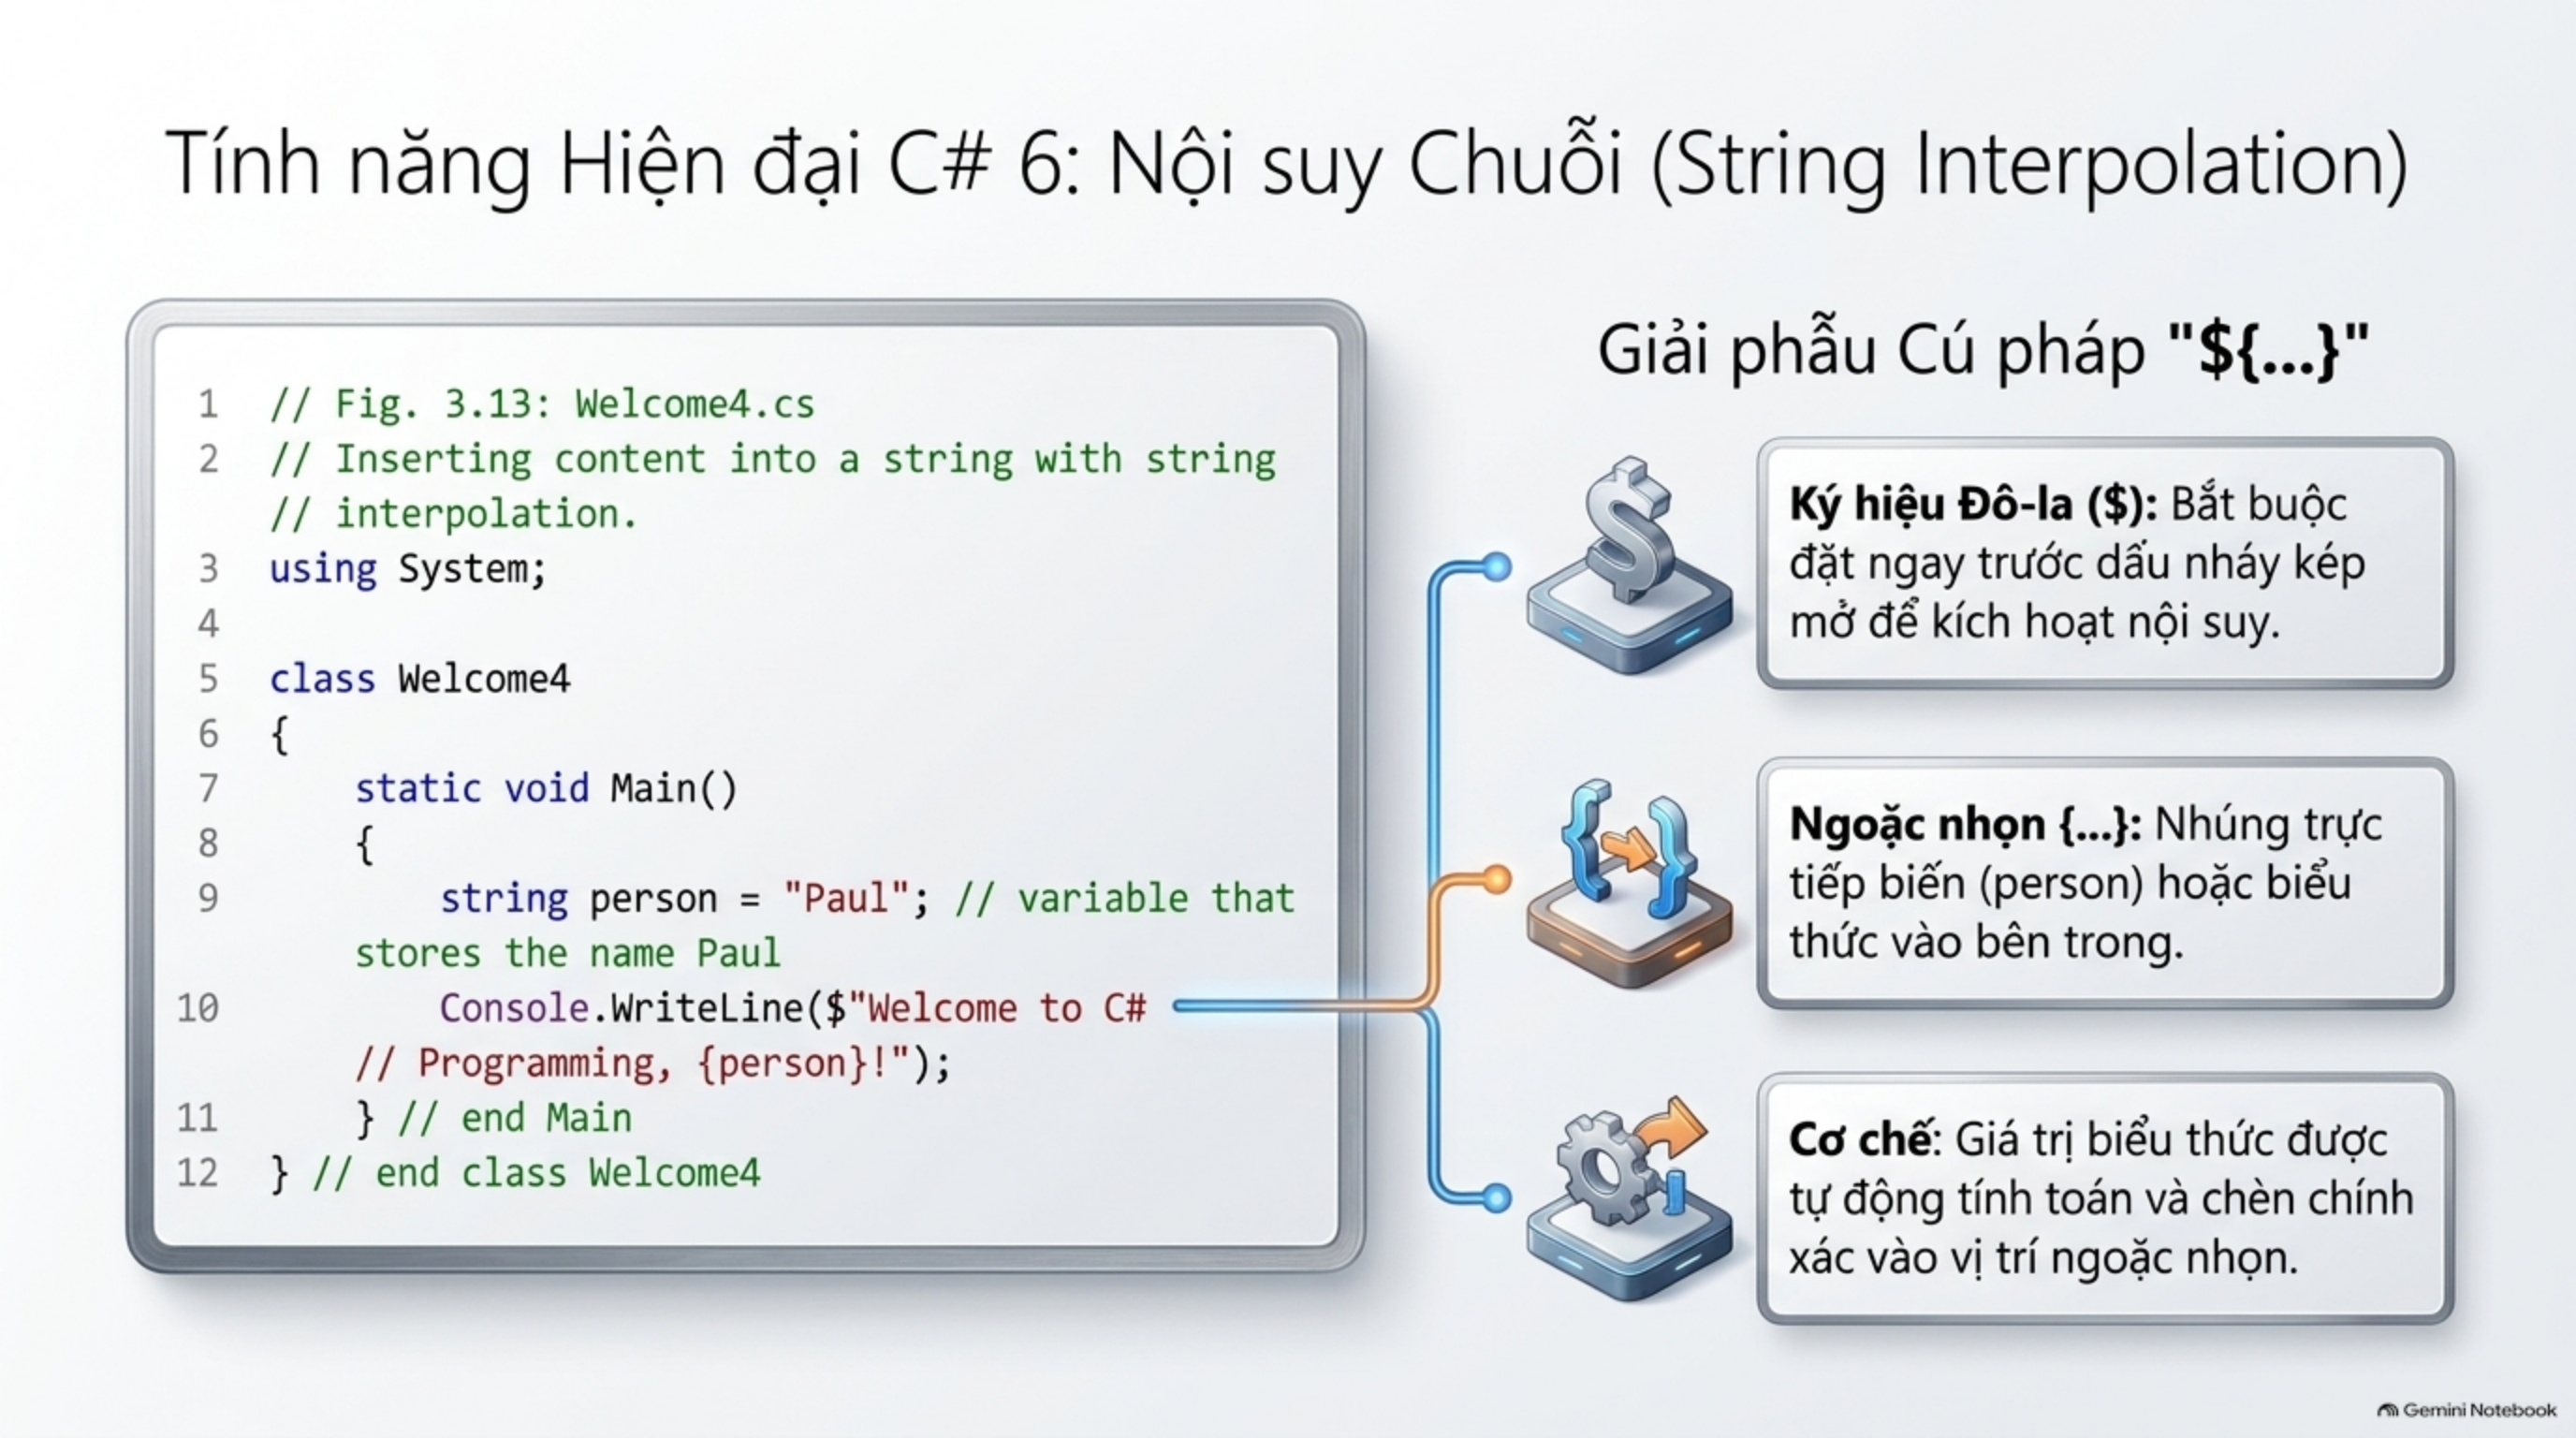 Tính năng Hiện đại C# 6: Nội suy Chuỗi (String Interpolation)
1 // Fig. 3.13: Welcome4.cs
2 // Inserting content into a string with string
// interpolation.
3 using System;
4
5 class Welcome4
6 {
7 static void Main()
8 {
9 string person = "Paul"; // variable that
stores the name Paul
10 Console.WriteLine($"Welcome to C#
// Programming, {person}!");
11 } // end Main
12 } // end class Welcome4
Giải phẫu Cú pháp "${...}"
Ký hiệu Đô-la ($): Bắt buộc
đặt ngay trước dấu nháy kép
mở để kích hoạt nội suy.
Ngoặc nhọn {...}: Nhúng trực
tiếp biến (person) hoặc biểu
thức vào bên trong.
Cơ chế: Giá trị biểu thức được
tự động tính toán và chèn chính
xác vào vị trí ngoặc nhọn.
Gemini Notebook